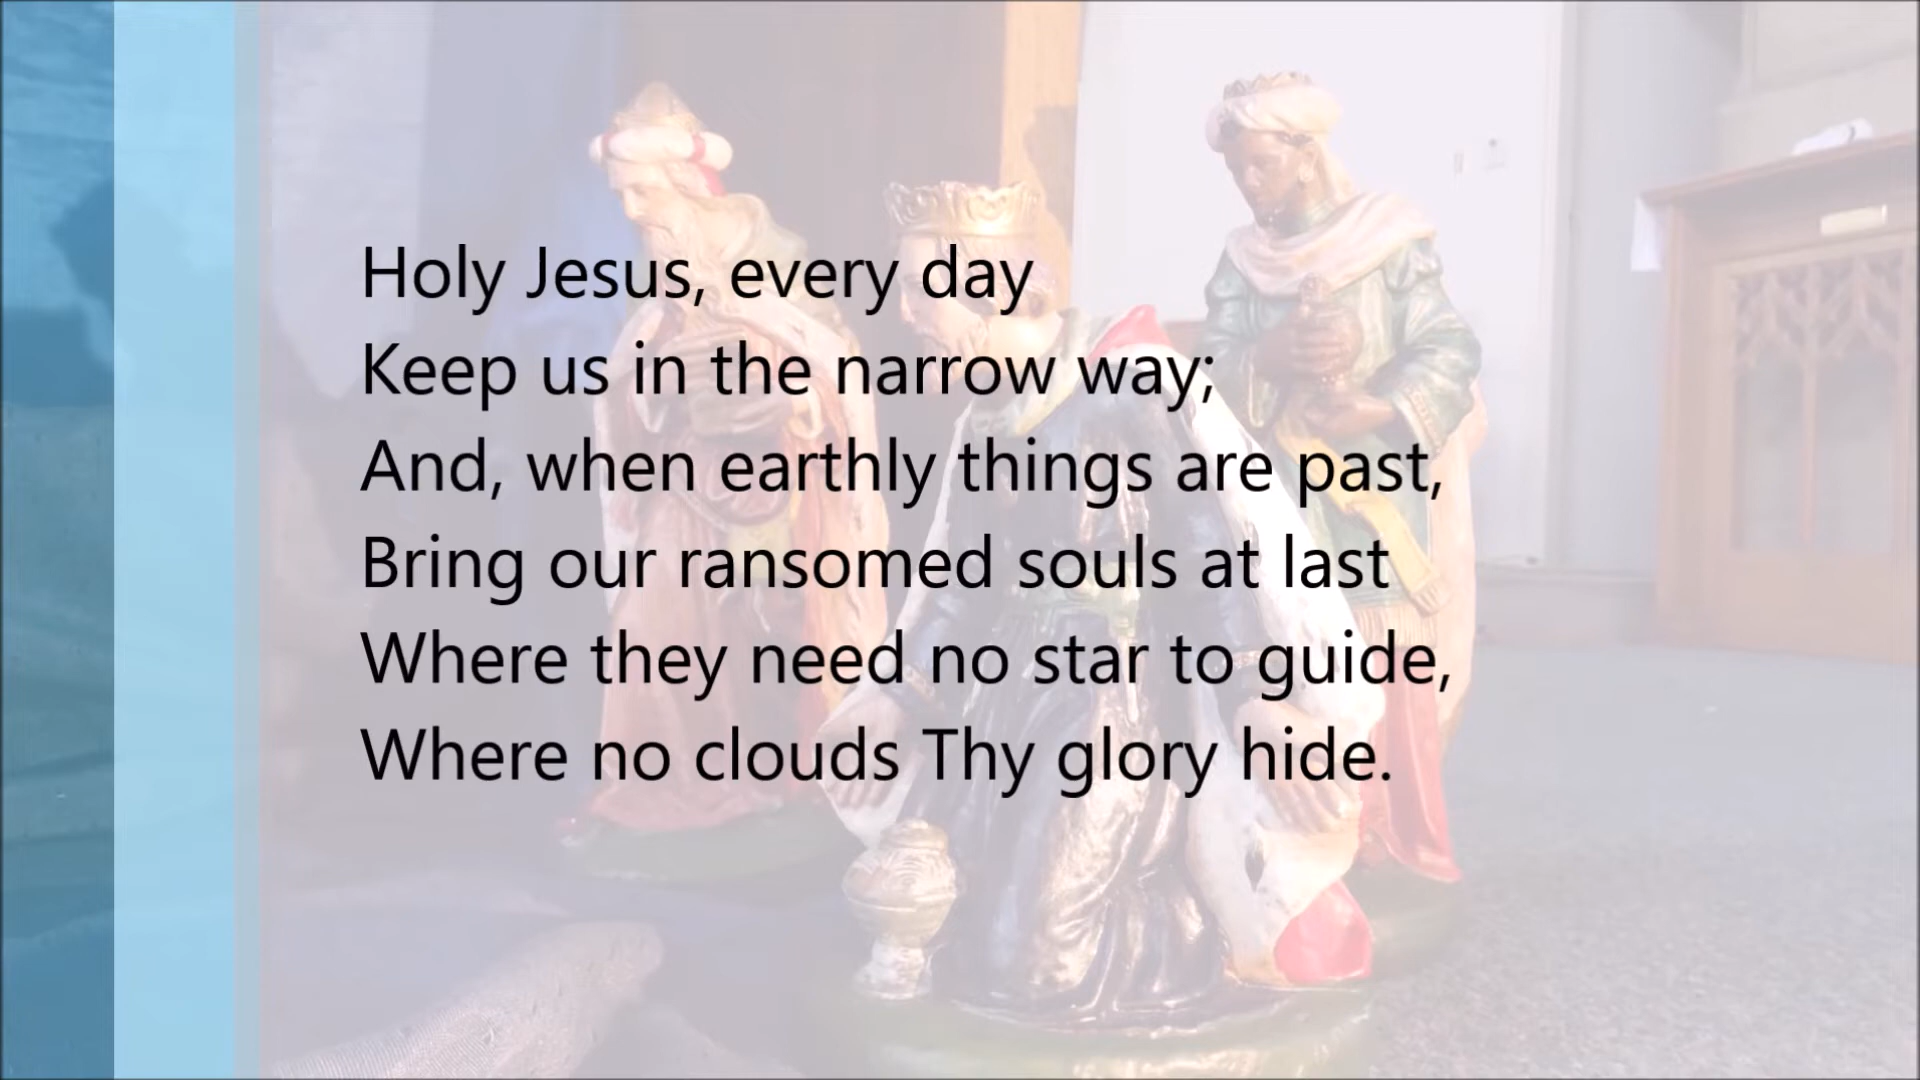 Holy Jesus, every day
Keep us in the narrow way;
And, when earthly things are past,
Bring our ransomed souls at last
Where they need no star to guide,
Where no clouds Thy glory hide.